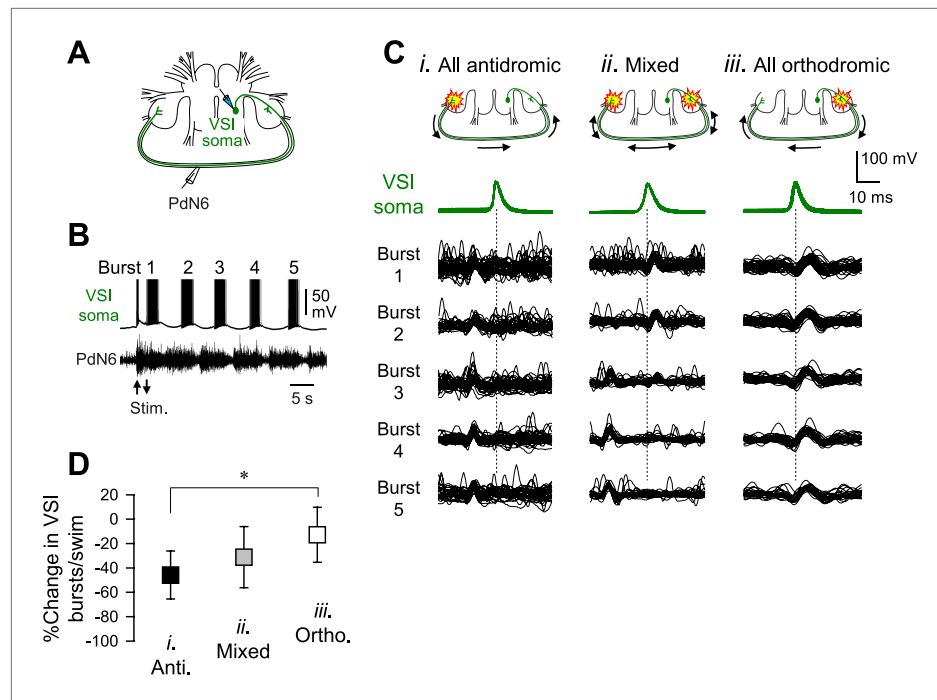 A
VSI
soma
PdN6
B
Burst 1 2 3 4 5
VSI
soma
50
mV
PdN6
5 s
Stim.
C
i. All antidromic
ii. Mixed
iii. All orthodromic
100 mV
10 ms
VSI
soma
Burst
1
Burst
2
Burst
3
Burst
4
Burst
5
D
*
%Change in VSI
bursts/swim
20
0
-20
-40
-60
-80
-100
i.
Anti.
ii.
Mixed
iii.
Ortho.